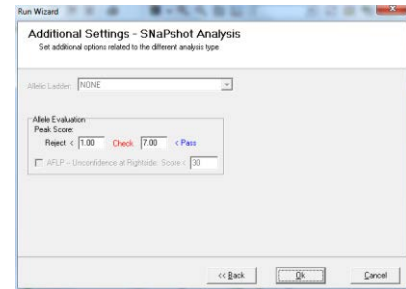 Run Wizard
Additional Settings - SNaPshot Analysis
Set additional options related to the different analysis type
Allelic Ladder: NONE
Allele Evaluation
Peak Score:
Reject < 1.00 Check 7.00 < Pass
AFLP - Unconfidence at Rightside: Score < 30
<< Back Ok Cancel